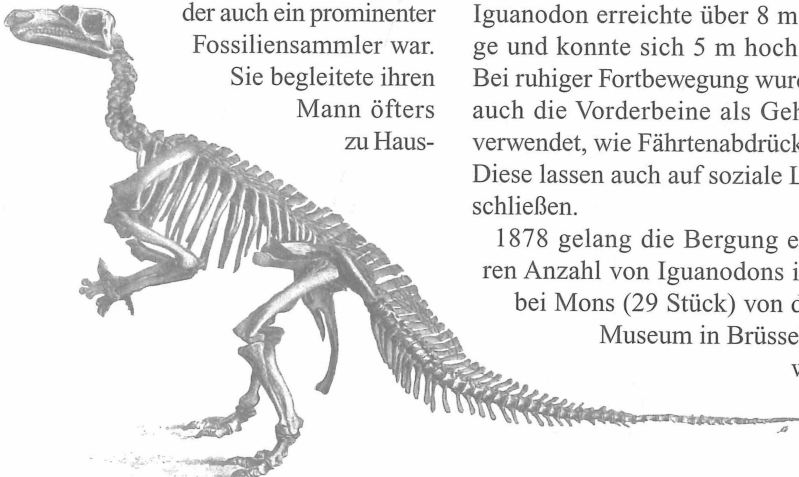 der auch ein prominenter
Fossiliensammler war.
Sie begleitete ihren
Mann öfters
zu Haus-
Iguanodon erreichte über 8 m
ge und konnte sich 5 m hoch
Bei ruhiger Fortbewegung wurd
auch die Vorderbeine als Geh
verwendet, wie Fährtenabdrück
Diese lassen auch auf soziale L
schließen.
1878 gelang die Bergung e
ren Anzahl von Iguanodons i
bei Mons (29 Stück) von d
Museum in Brüsse
w